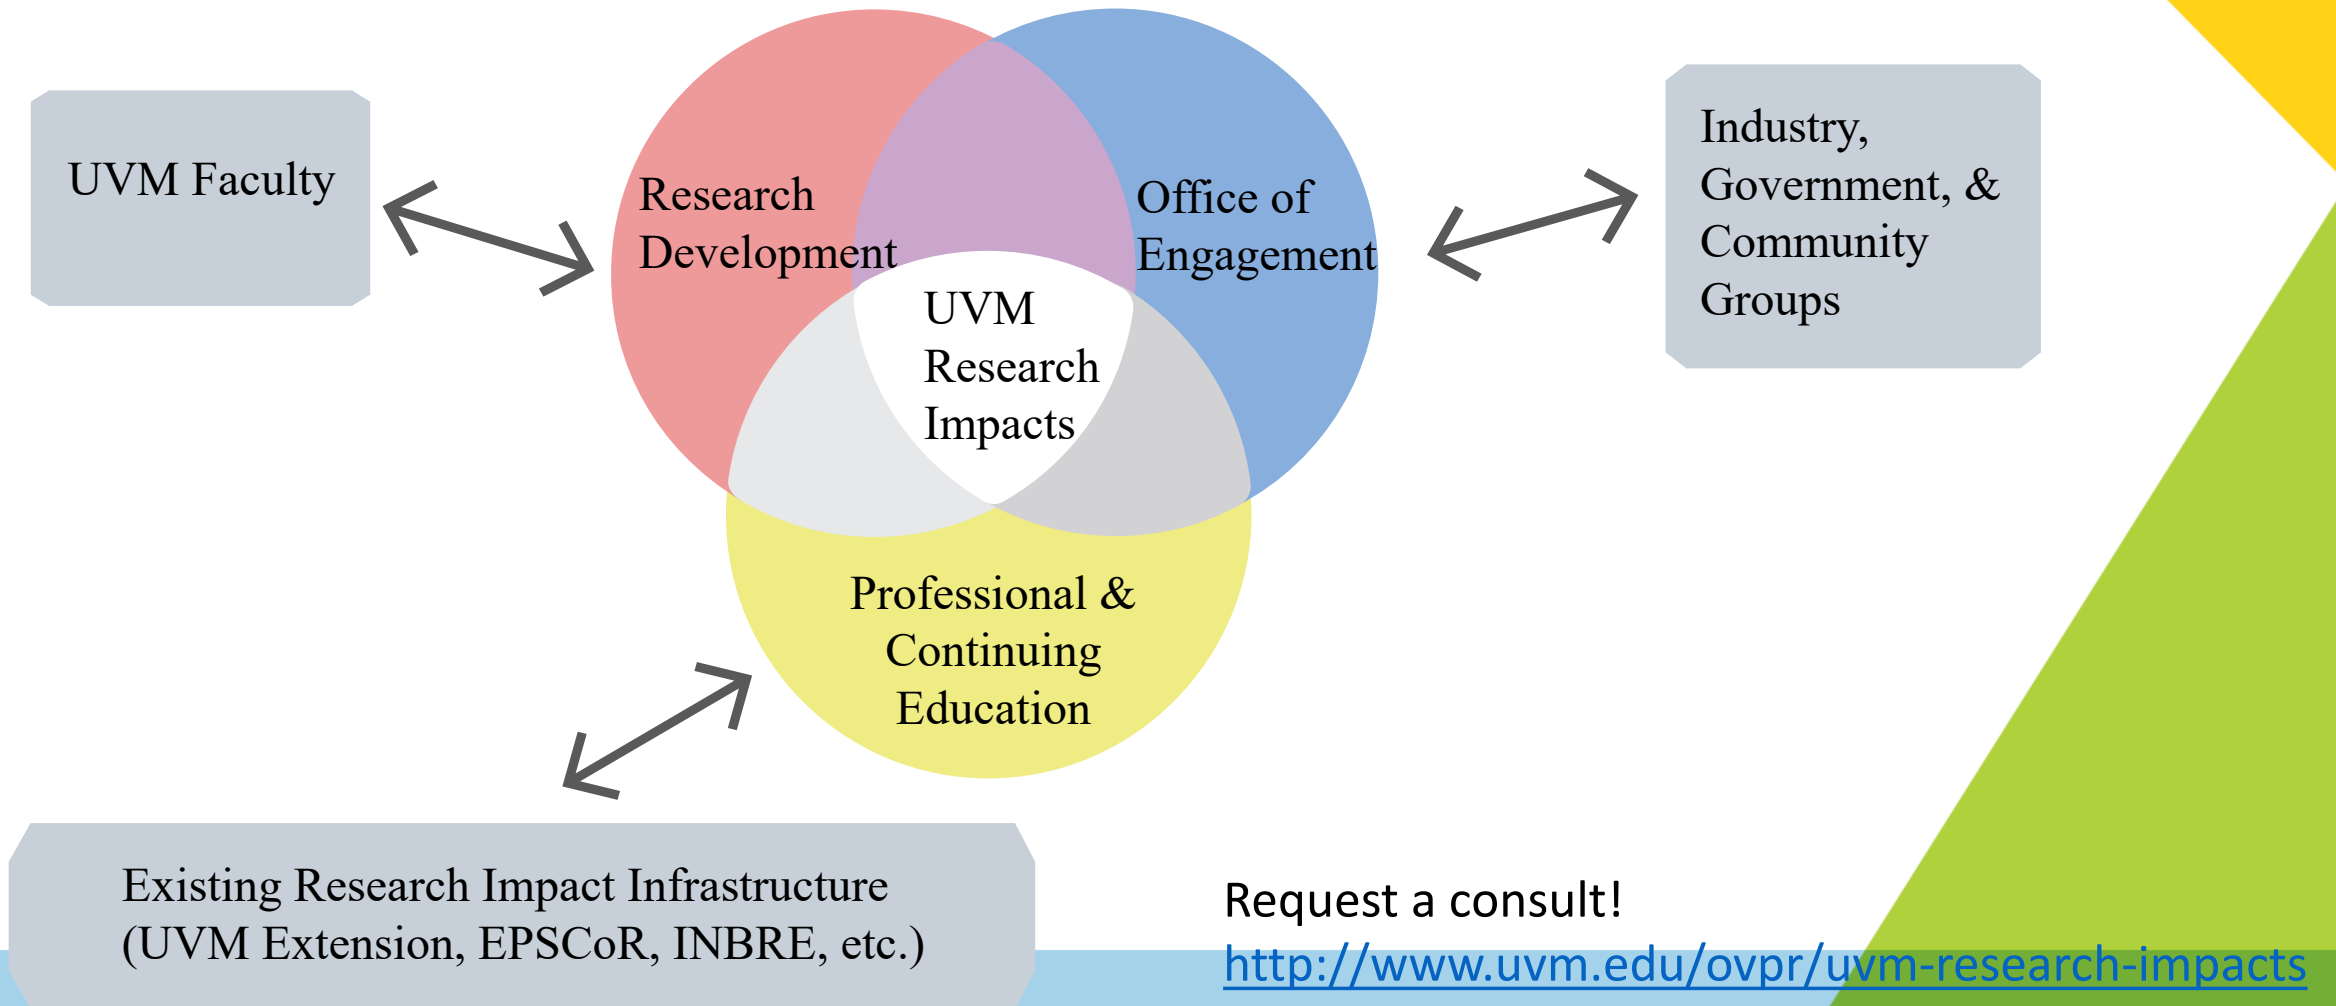 UVM Faculty
Research
Development
Office of
Engagement
Industry,
Government, &
Community
Groups
UVM
Research
Impacts
Professional &
Continuing
Education
Existing Research Impact Infrastructure
(UVM Extension, EPSCoR, INBRE, etc.)
Request a consult!
http://www.uvm.edu/ovpr/uvm-research-impacts